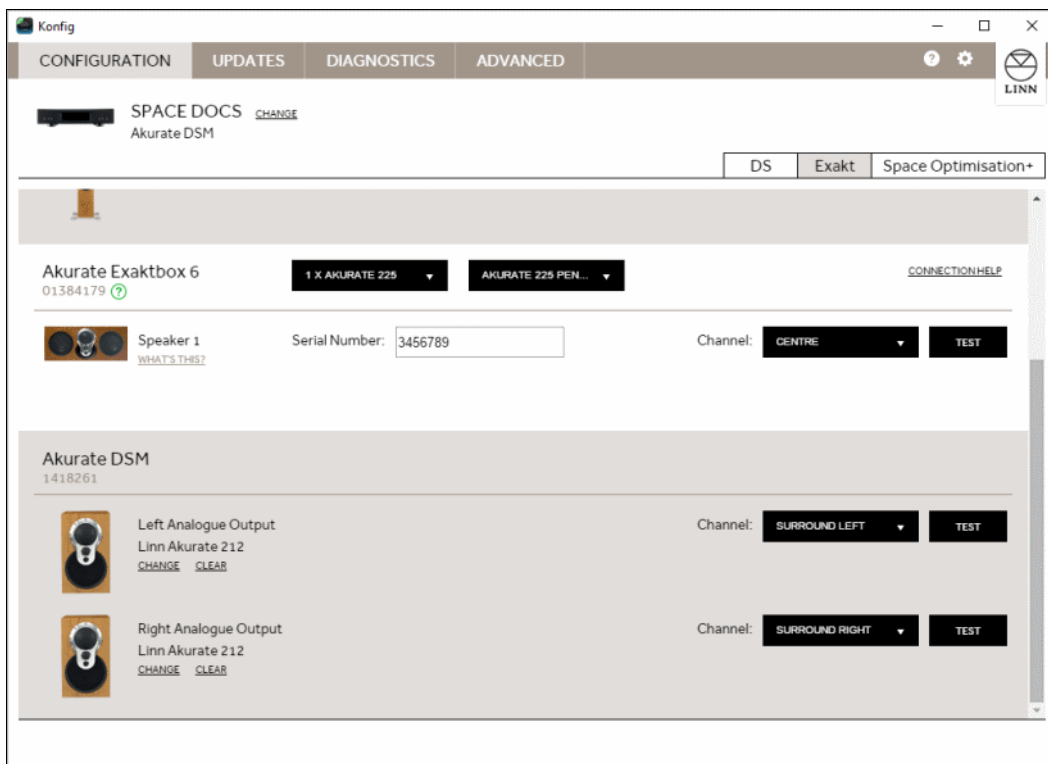 Konfig
CONFIGURATION UPDATES DIAGNOSTICS ADVANCED
LINN
SPACE DOCS CHANGE
Akurate DSM
DS Exakt Space Optimisation+
Akurate Exaktbox 6 1 X AKURATE 225 AKURATE 225 PEN... CONNECTION HELP
01384179 ?
Speaker 1 Serial Number: 3456789 Channel: CENTRE TEST
WHAT'S THIS?
Akurate DSM
1418261
Left Analogue Output Channel: SURROUND LEFT TEST
Linn Akurate 212
CHANGE CLEAR
Right Analogue Output Channel: SURROUND RIGHT TEST
Linn Akurate 212
CHANGE CLEAR